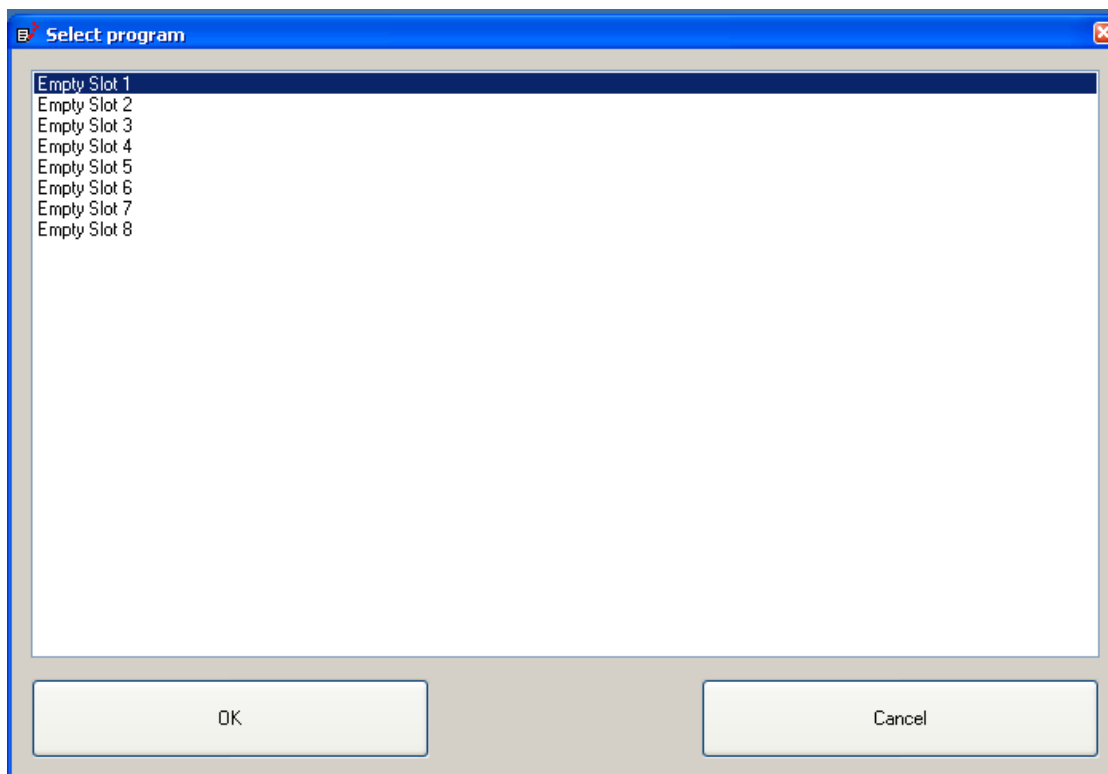 Select program
Empty Slot 1
Empty Slot 2
Empty Slot 3
Empty Slot 4
Empty Slot 5
Empty Slot 6
Empty Slot 7
Empty Slot 8
OK
Cancel